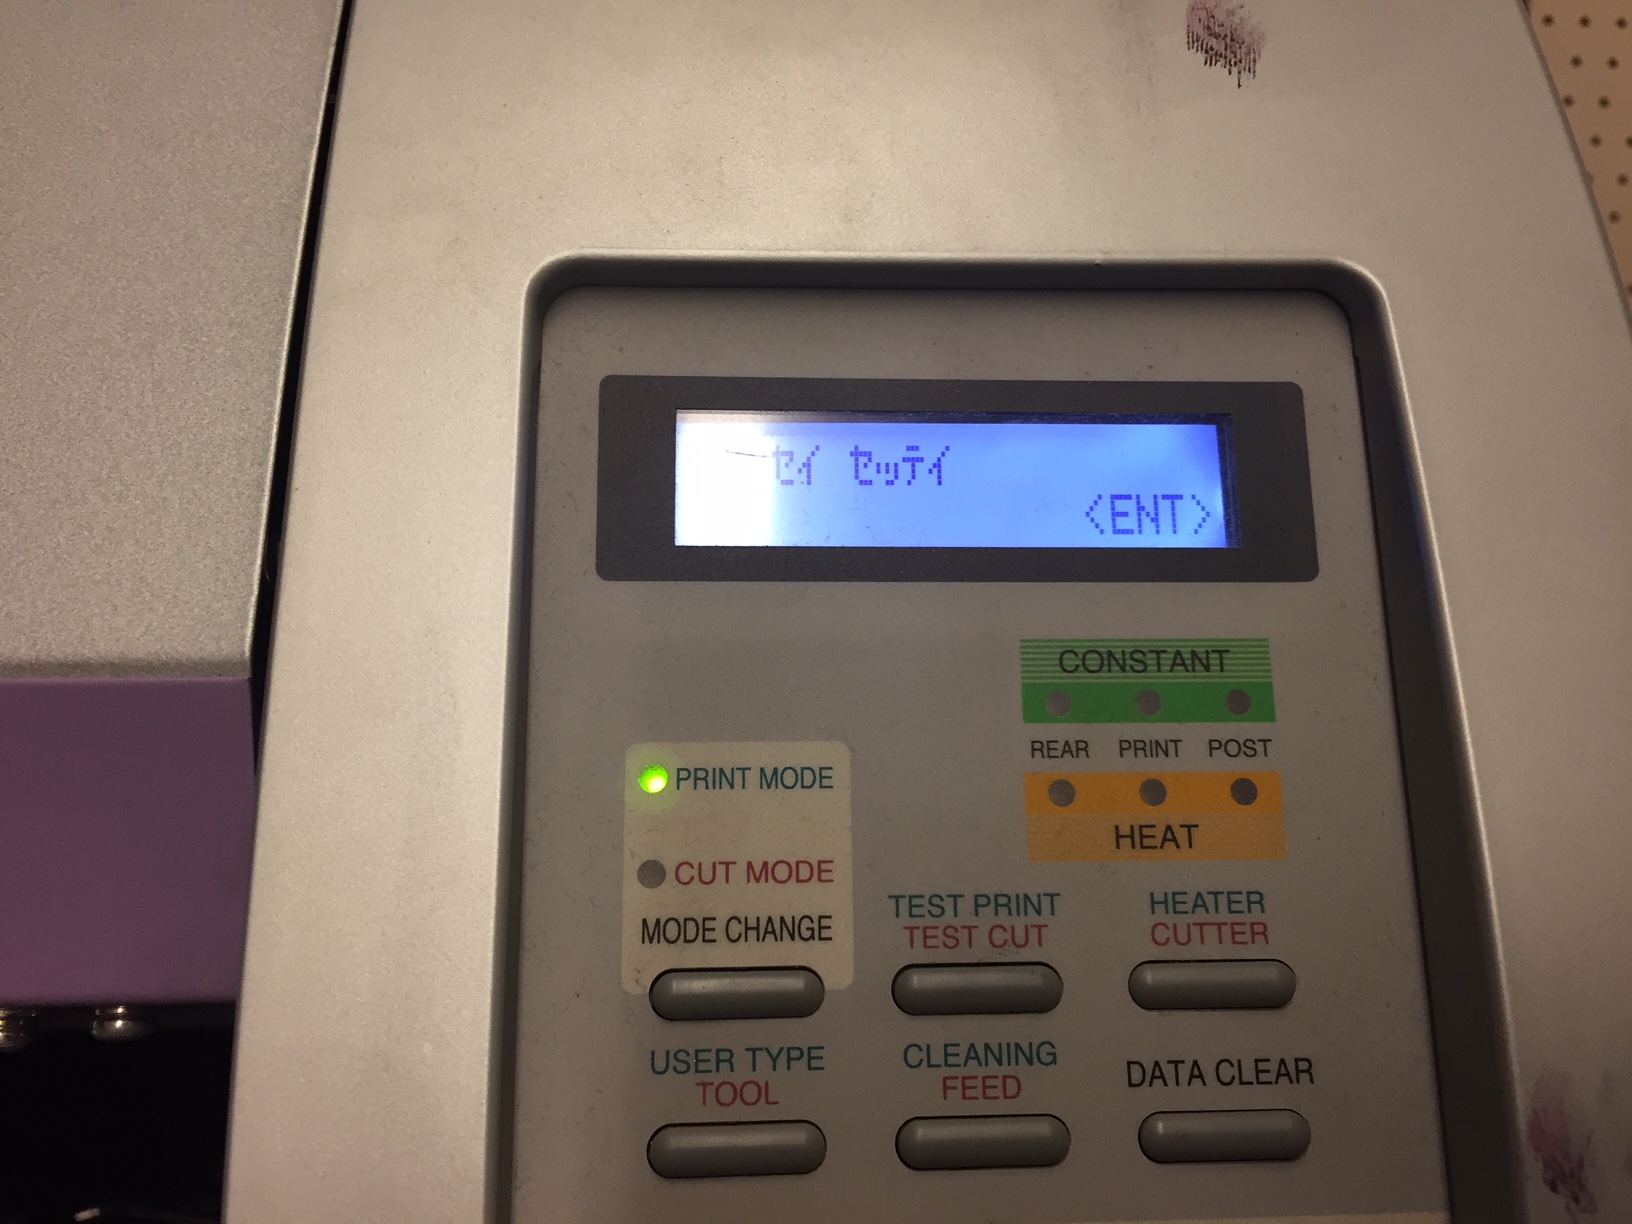 セイ セッテイ
<ENT>
CONSTANT
REAR PRINT POST
HEAT
PRINT MODE
CUT MODE
MODE CHANGE
TEST PRINT
TEST CUT
HEATER
CUTTER
USER TYPE
TOOL
CLEANING
FEED
DATA CLEAR